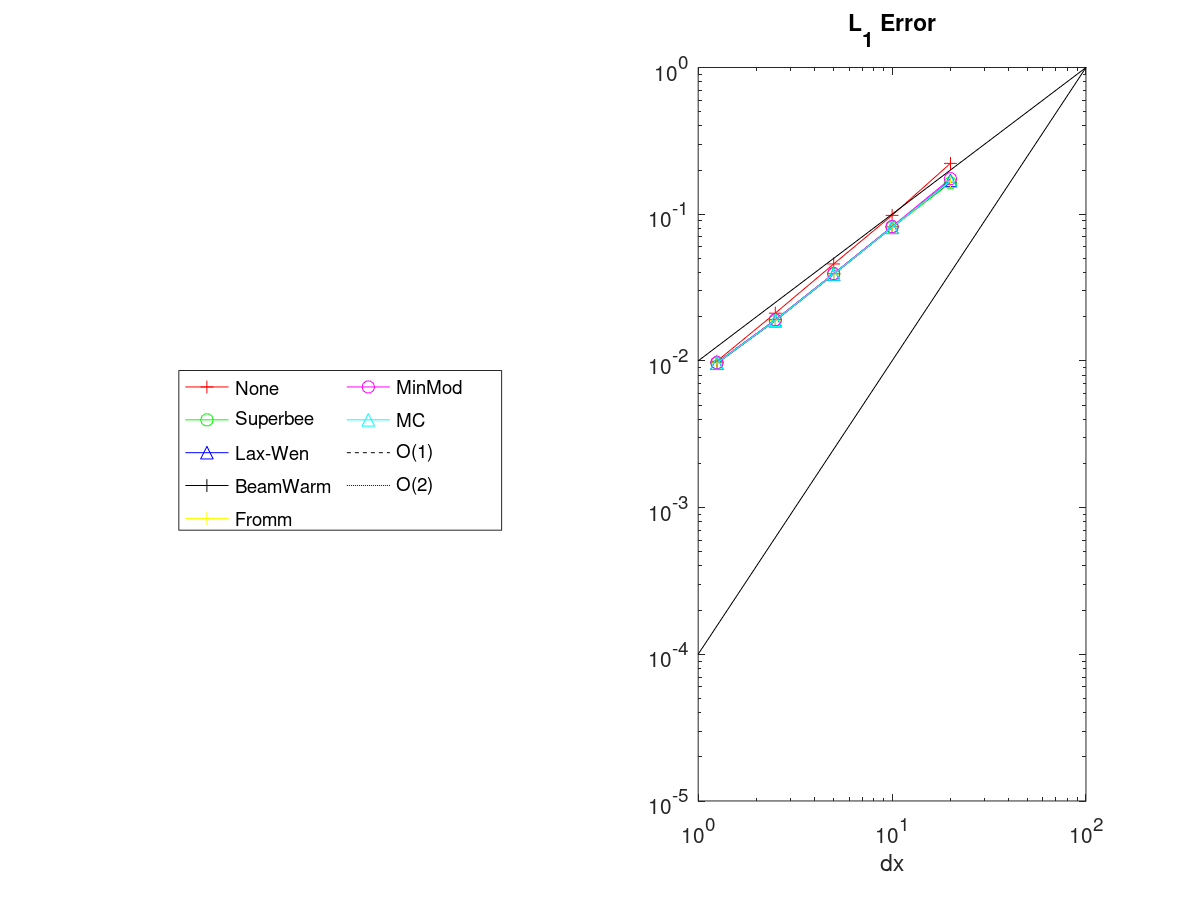 L_1 Error
10^0
10^-1
10^-2
10^-3
10^-4
10^-5
10^0 10^1 10^2
dx
None MinMod
Superbee MC
Lax-Wen O(1)
BeamWarm O(2)
Fromm